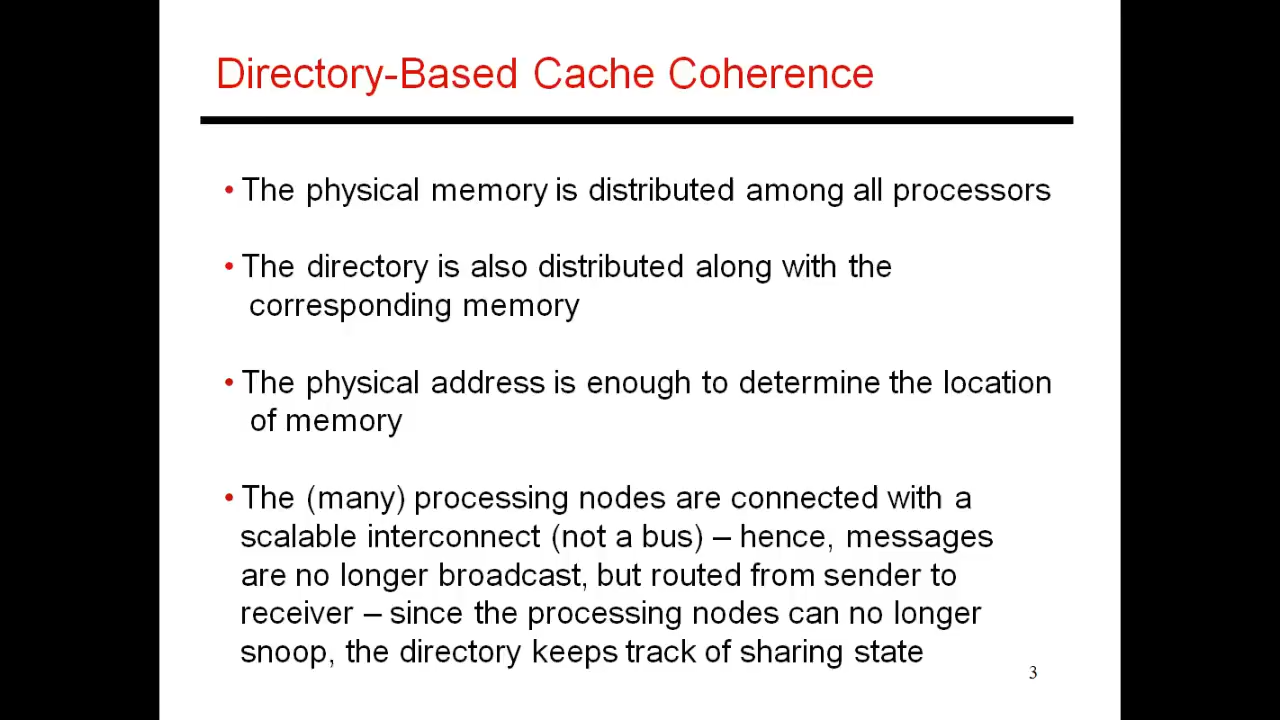 Directory-Based Cache Coherence
• The physical memory is distributed among all processors
• The directory is also distributed along with the
corresponding memory
• The physical address is enough to determine the location
of memory
• The (many) processing nodes are connected with a
scalable interconnect (not a bus) – hence, messages
are no longer broadcast, but routed from sender to
receiver – since the processing nodes can no longer
snoop, the directory keeps track of sharing state
3